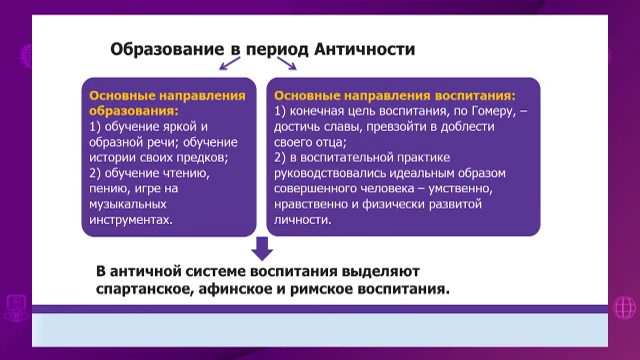 Образование в период Античности
Основные направления
образования:
1) обучение яркой и
образной речи; обучение
истории своих предков;
2) обучение чтению,
пению, игре на
музыкальных
инструментах.
Основные направления воспитания:
1) конечная цель воспитания, по Гомеру, –
достичь славы, превзойти в доблести
своего отца;
2) в воспитательной практике
руководствовались идеальным образом
совершенного человека – умственно,
нравственно и физически развитой
личности.
В античной системе воспитания выделяют
спартанское, афинское и римское воспитания.